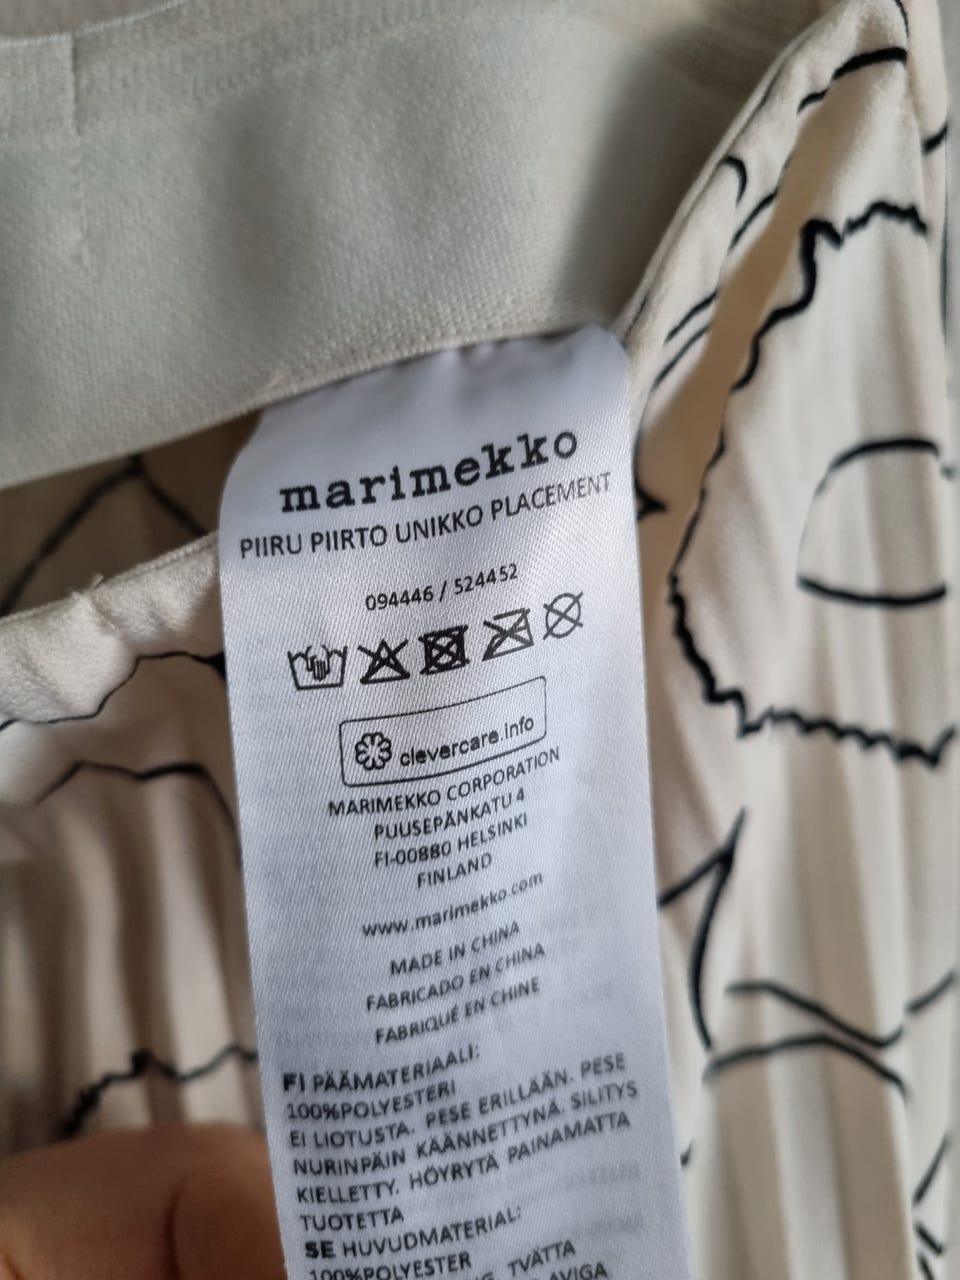 marimekko
PIIRU PIIRTO UNIKKO PLACEMENT
094446 / 524452
clevercare.info
MARIMEKKO CORPORATION
PUUSEPÄNKATU 4
FI-00880 HELSINKI
FINLAND
www.marimekko.com
MADE IN CHINA
FABRICADO EN CHINA
FABRIQUÉ EN CHINE
FI PÄÄMATERIAALI:
100%POLYESTERI
EI LIOTUSTA. PESE ERILLÄÄN. PESE
NURINPÄIN KÄÄNNETTYNÄ. SILITYS
KIELLETTY. HÖYRYTÄ PAINAMATTA
TUOTETTA
SE HUVUDMATERIAL:
100%POLYESTER
TVÄTTA
AVIGA